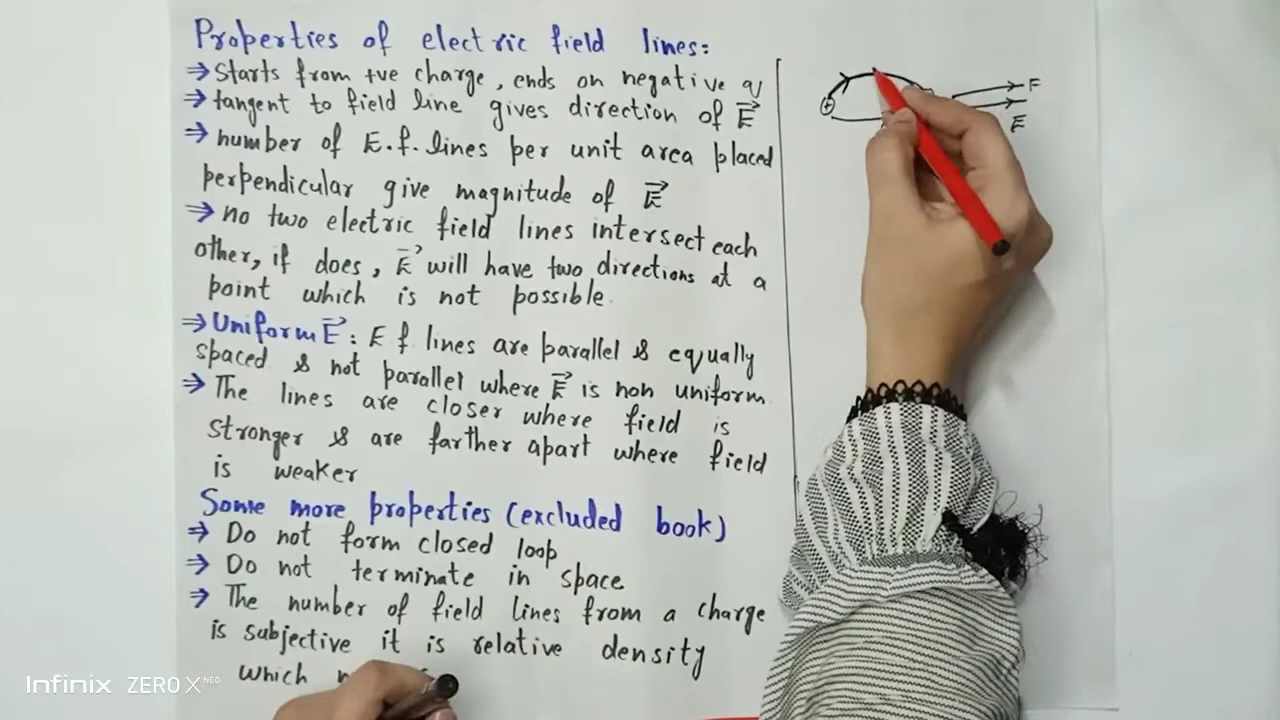 Properties of electric field lines:
⇒ Starts from +ve charge, ends on negative q
⇒ tangent to field line gives direction of E⃗
⇒ number of E.f. lines per unit area placed
perpendicular give magnitude of E⃗
⇒ no two electric field lines intersect each
other, if does, E⃗ will have two directions at a
point which is not possible.
⇒ Uniform E⃗: E f lines are parallel & equally
spaced & not parallel where E⃗ is non uniform
⇒ The lines are closer where field is
stronger & are farther apart where field
is weaker
Some more properties (excluded book)
⇒ Do not form closed loop
⇒ Do not terminate in space
⇒ The number of field lines from a charge
is subjective it is relative density
which
+
F
E
Infinix ZERO X NEO